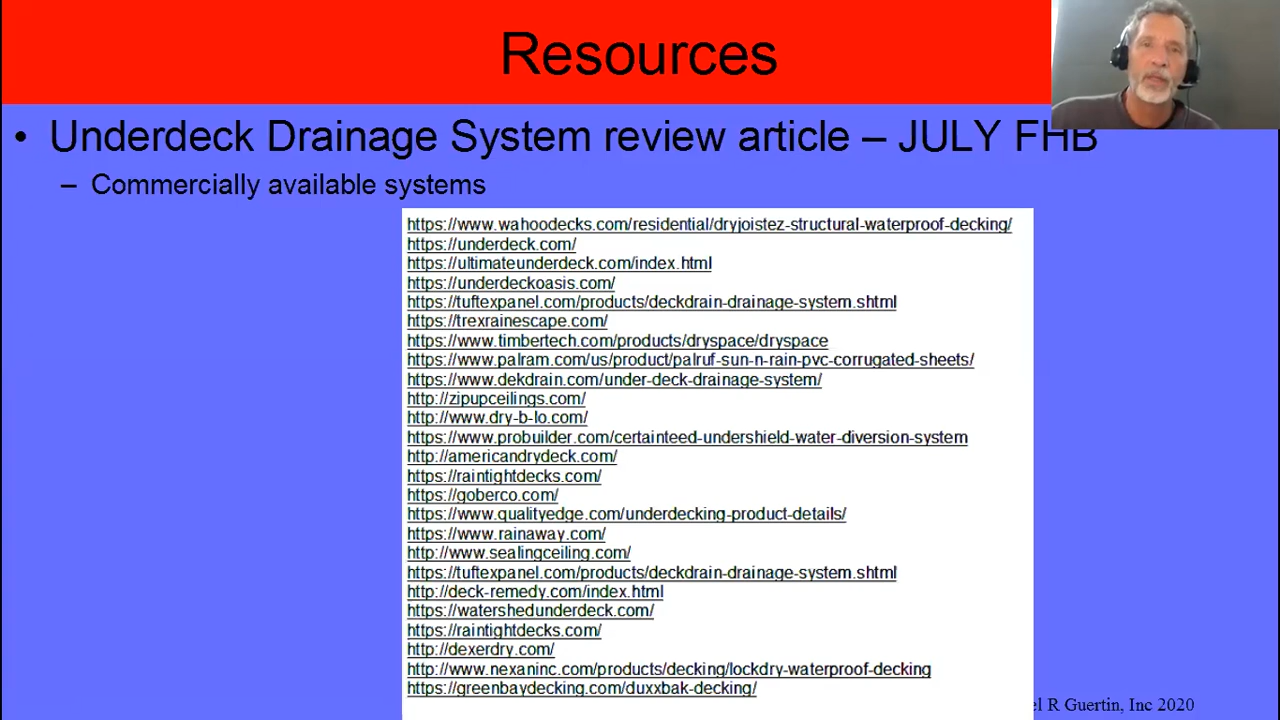 Resources
• Underdeck Drainage System review article – JULY FHB
– Commercially available systems
https://www.wahoodecks.com/residential/dryjoistez-structural-waterproof-decking/
https://underdeck.com/
https://ultimateunderdeck.com/index.html
https://underdeckoasis.com/
https://tuftexpanel.com/products/deckdrain-drainage-system.shtml
https://trexrainescape.com/
https://www.timbertech.com/products/dryspace/dryspace
https://www.palram.com/us/product/palruf-sun-n-rain-pvc-corrugated-sheets/
https://www.dekdrain.com/under-deck-drainage-system/
http://zipupceilings.com/
http://www.dry-b-lo.com/
https://www.probuilder.com/certainteed-undershield-water-diversion-system
http://americandrydeck.com/
https://raintightdecks.com/
https://goberco.com/
https://www.qualityedge.com/underdecking-product-details/
https://www.rainaway.com/
http://www.sealingceiling.com/
https://tuftexpanel.com/products/deckdrain-drainage-system.shtml
http://deck-remedy.com/index.html
https://watershedunderdeck.com/
https://raintightdecks.com/
http://dexerdry.com/
http://www.nexaninc.com/products/decking/lockdry-waterproof-decking
https://greenbaydecking.com/duxxbak-decking/
el R Guertin, Inc 2020